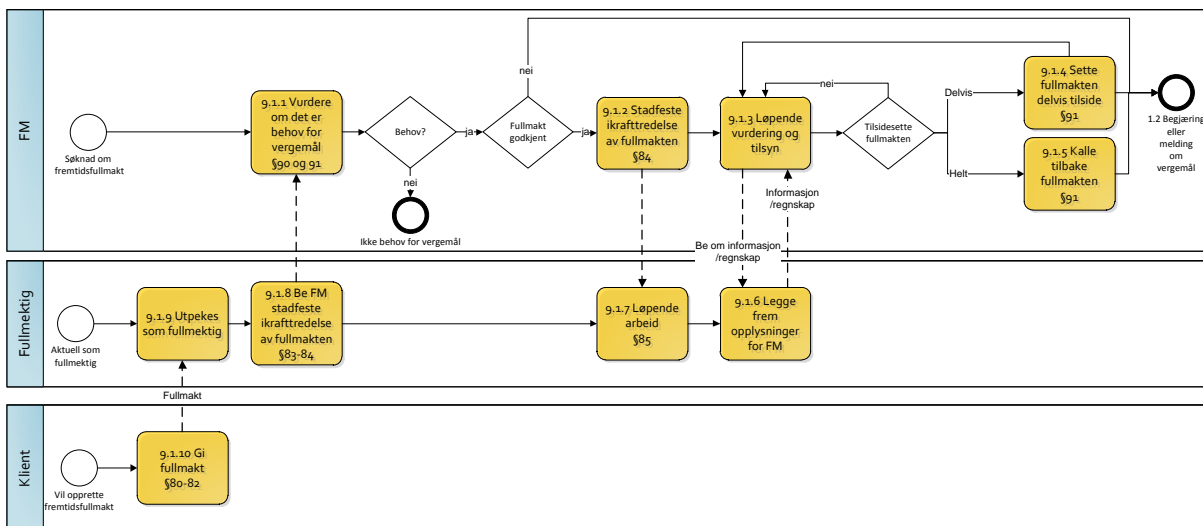 FM
Søknad om
fremtidsfullmakt
9.1.1 Vurdere
om det er
behov for
vergemål
§90 og 91
Behov?
ja
nei
Ikke behov for vergemål
Fullmakt
godkjent
nei
ja
9.1.2 Stadfeste
ikrafttredelse
av fullmakten
§84
9.1.3 Løpende
vurdering og
tilsyn
nei
Tilsidesette
fullmakten
Delvis
Helt
9.1.4 Sette
fullmakten
delvis tilside
§91
9.1.5 Kalle
tilbake
fullmakten
§91
1.2 Begjæring
eller
melding
om
vergemål
Informasjon
/regnskap
Be om informasjon
/regnskap
Fullmektig
Aktuell som
fullmektig
9.1.9 Utpekes
som fullmektig
9.1.8 Be FM
stadfeste
ikrafttredelse
av fullmakten
§83-84
9.1.7 Løpende
arbeid
§85
9.1.6 Legge
frem
opplysninger
for FM
Fullmakt
Klient
Vil opprette
fremtidsfullmakt
9.1.10 Gi
fullmakt
§80-82